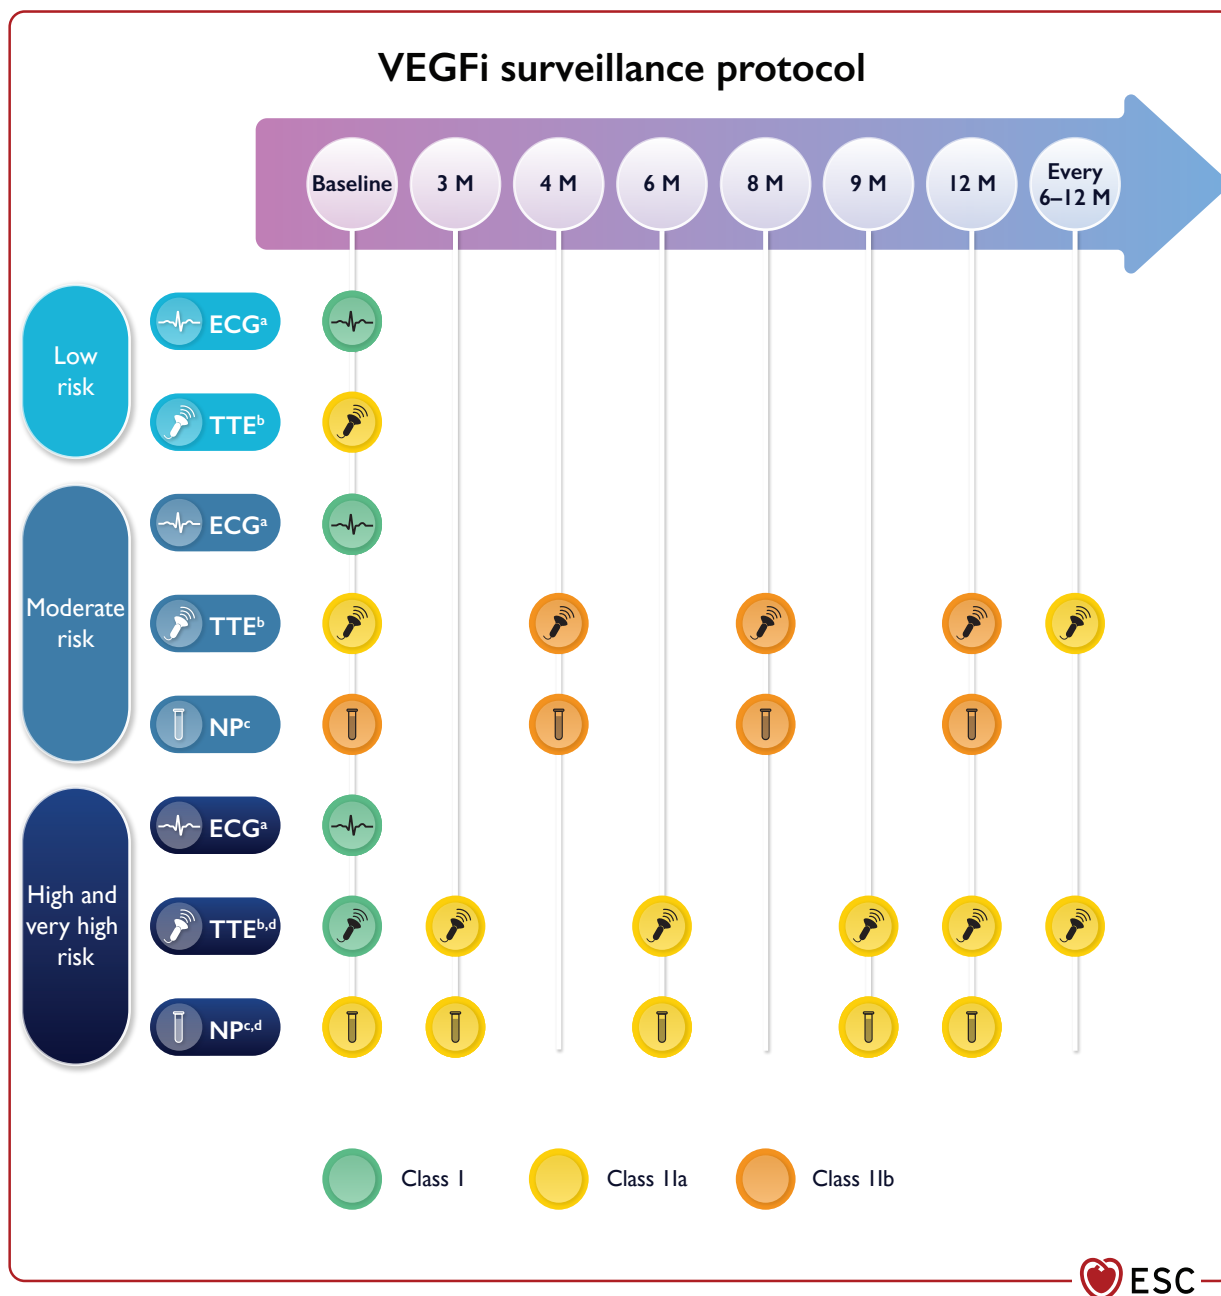 VEGFi surveillance protocol
Baseline
3 M
4 M
6 M
8 M
9 M
12 M
Every
6–12 M
Low
risk
ECGᵃ
TTEᵇ
Moderate
risk
ECGᵃ
TTEᵇ
NPᶜ
High and
very high
risk
ECGᵃ
TTEᵇ,ᵈ
NPᶜ,ᵈ
Class I
Class IIa
Class IIb
ESC